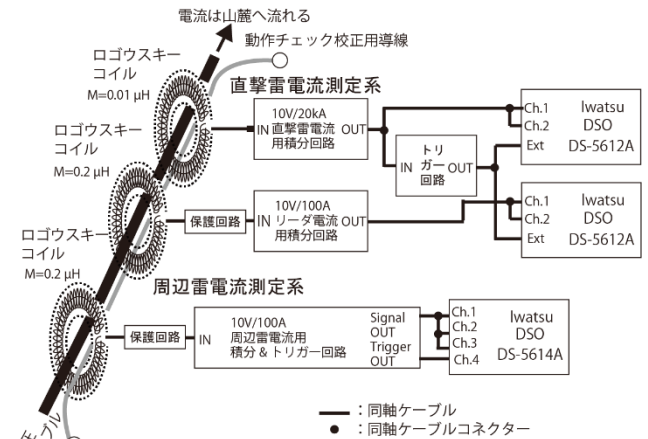 電流は山麓へ流れる
動作チェック校正用導線
ロゴウスキー
コイル
M=0.01 μH
直撃雷電流測定系
10V/20kA
IN 直撃雷電流 OUT
用積分回路
トリ
ガー
回路
IN
OUT
Ch.1
Ch.2
Ext
Iwatsu
DSO
DS-5612A
ロゴウスキー
コイル
M=0.2 μH
保護回路
10V/100A
IN リーダ電流 OUT
用積分回路
Ch.1
Ch.2
Ext
Iwatsu
DSO
DS-5612A
ロゴウスキー
コイル
M=0.2 μH
周辺雷電流測定系
保護回路
IN
10V/100A
周辺雷電流用
積分 & トリガー回路
Signal
OUT
Trigger
OUT
Ch.1
Ch.2
Ch.3
Ch.4
Iwatsu
DSO
DS-5614A
：同軸ケーブル
：同軸ケーブルコネクター